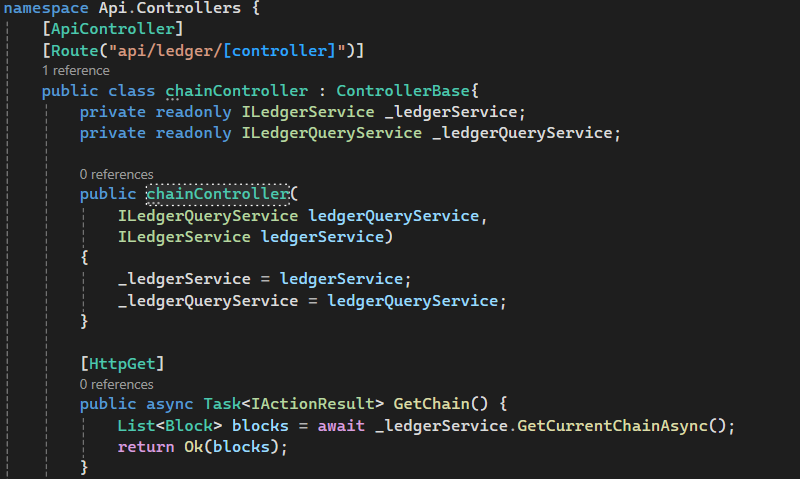 namespace Api.Controllers {
[ApiController]
[Route("api/ledger/[controller]")]
1 reference
public class chainController : ControllerBase{
private readonly ILedgerService _ledgerService;
private readonly ILedgerQueryService _ledgerQueryService;
0 references
public chainController(
ILedgerQueryService ledgerQueryService,
ILedgerService ledgerService)
{
_ledgerService = ledgerService;
_ledgerQueryService = ledgerQueryService;
}
[HttpGet]
0 references
public async Task<IActionResult> GetChain() {
List<Block> blocks = await _ledgerService.GetCurrentChainAsync();
return Ok(blocks);
}